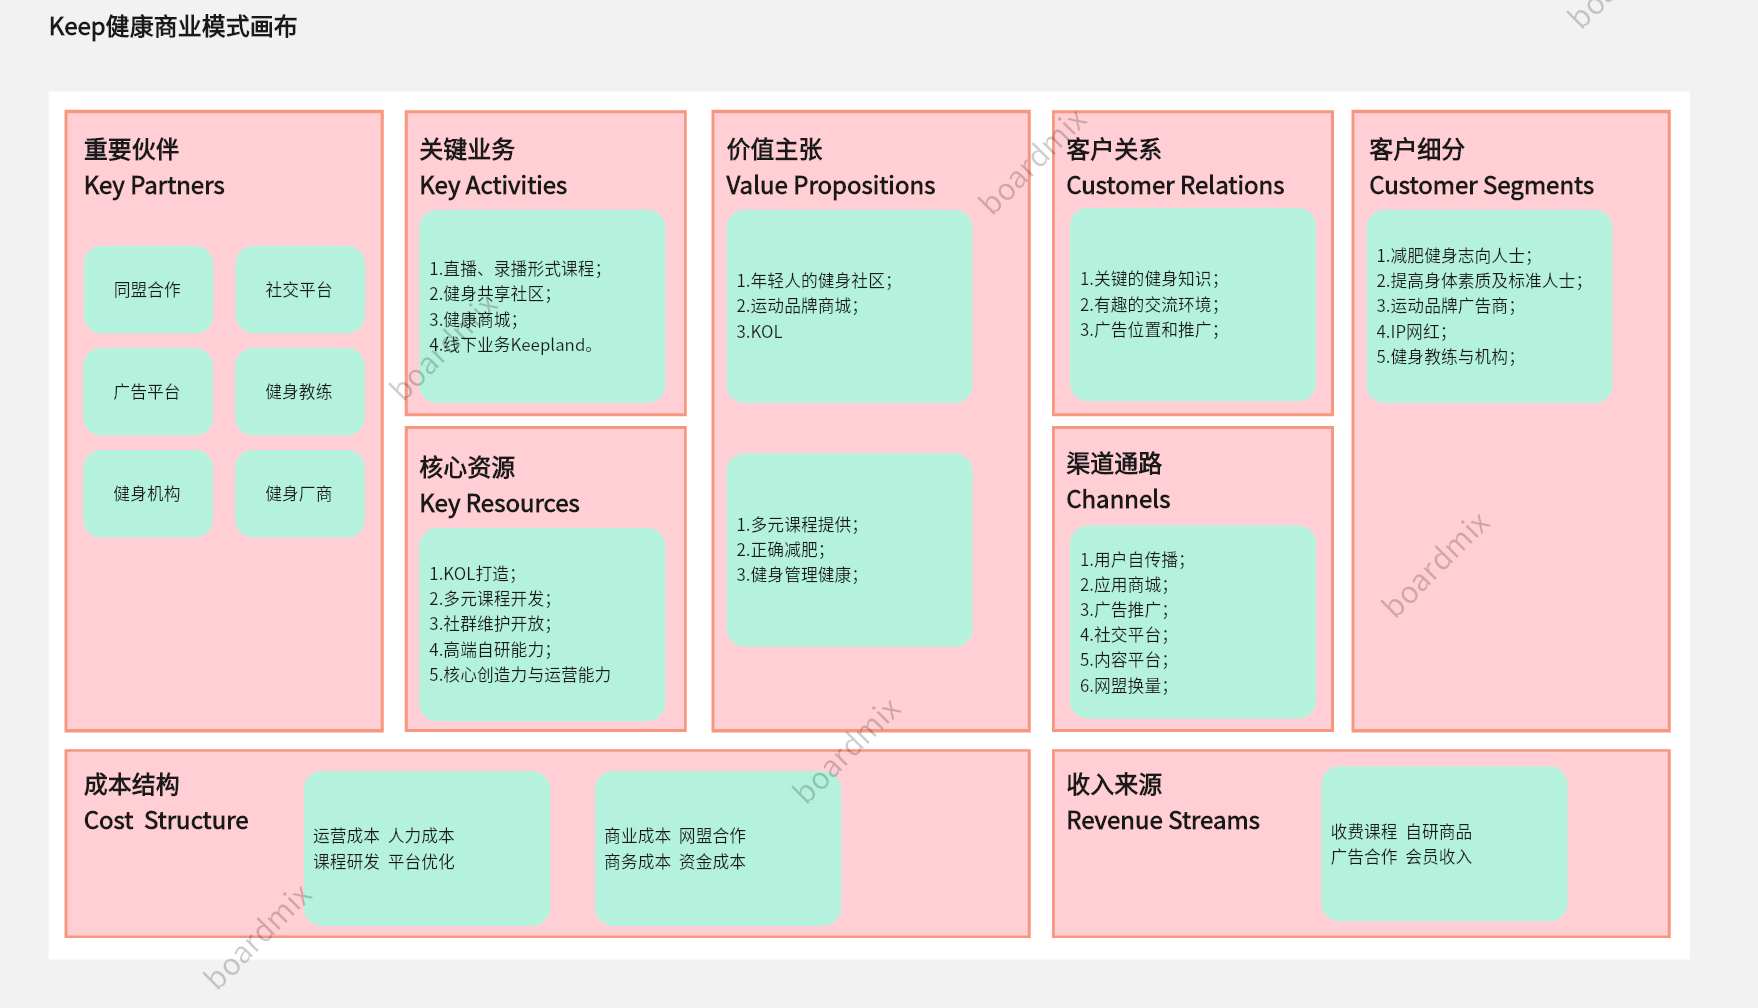 Keep健康商业模式画布
重要伙伴
Key Partners
同盟合作
社交平台
广告平台
健身教练
健身机构
健身厂商
关键业务
Key Activities
1.直播、录播形式课程；
2.健身共享社区；
3.健康商城；
4.线下业务Keepland。
核心资源
Key Resources
1.KOL打造；
2.多元课程开发；
3.社群维护开放；
4.高端自研能力；
5.核心创造力与运营能力
价值主张
Value Propositions
1.年轻人的健身社区；
2.运动品牌商城；
3.KOL
1.多元课程提供；
2.正确减肥；
3.健身管理健康；
客户关系
Customer Relations
1.关键的健身知识；
2.有趣的交流环境；
3.广告位置和推广；
渠道通路
Channels
1.用户自传播；
2.应用商城；
3.广告推广；
4.社交平台；
5.内容平台；
6.网盟换量；
客户细分
Customer Segments
1.减肥健身志向人士；
2.提高身体素质及标准人士；
3.运动品牌广告商；
4.IP网红；
5.健身教练与机构；
成本结构
Cost Structure
运营成本 人力成本
课程研发 平台优化
商业成本 网盟合作
商务成本 资金成本
收入来源
Revenue Streams
收费课程 自研商品
广告合作 会员收入
boardmix
boardmix
boardmix
boardmix
boardmix